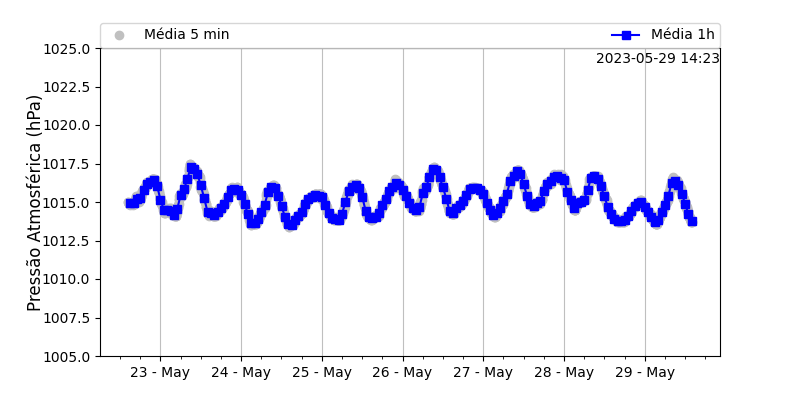 Média 5 min
Média 1h
2023-05-29 14:23
Pressão Atmosférica (hPa)
1025.0
1022.5
1020.0
1017.5
1015.0
1012.5
1010.0
1007.5
1005.0
23 - May
24 - May
25 - May
26 - May
27 - May
28 - May
29 - May